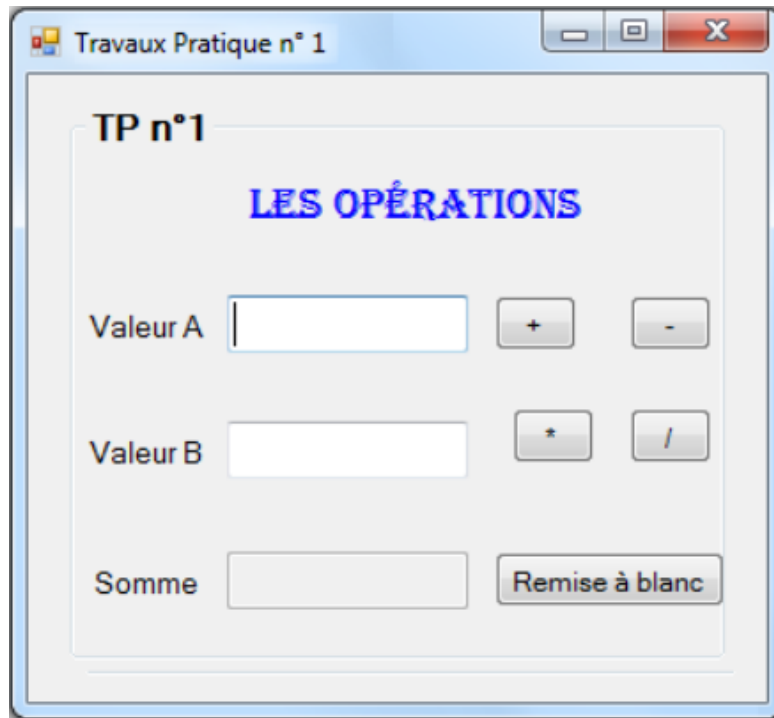 Travaux Pratique n° 1
TP n°1
LES OPÉRATIONS
Valeur A + -
Valeur B * /
Somme Remise à blanc